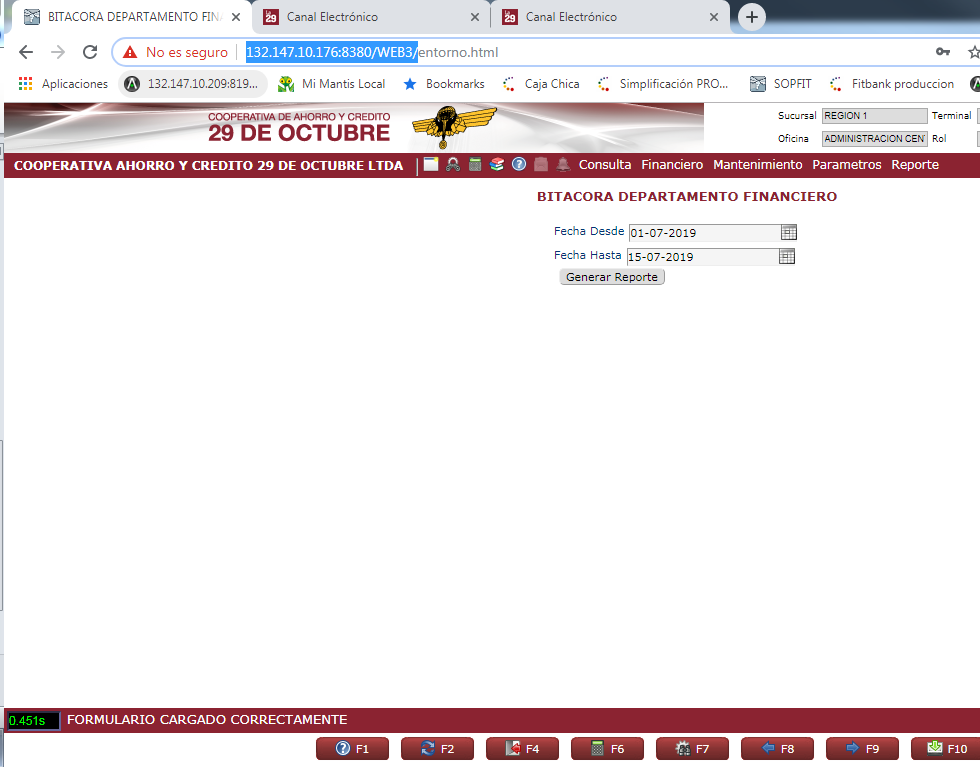 BITACORA DEPARTAMENTO FIN
Canal Electrónico
Canal Electrónico
No es seguro
132.147.10.176:8380/WEB3/entorno.html
Aplicaciones
132.147.10.209:819...
Mi Mantis Local
Bookmarks
Caja Chica
Simplificación PRO...
SOPFIT
Fitbank produccion
COOPERATIVA DE AHORRO Y CREDITO
29 DE OCTUBRE
Sucursal REGION 1 Terminal
Oficina ADMINISTRACION CEN Rol
COOPERATIVA AHORRO Y CREDITO 29 DE OCTUBRE LTDA
Consulta Financiero Mantenimiento Parametros Reporte
BITACORA DEPARTAMENTO FINANCIERO
Fecha Desde 01-07-2019
Fecha Hasta 15-07-2019
Generar Reporte
0.451s FORMULARIO CARGADO CORRECTAMENTE
F1 F2 F4 F6 F7 F8 F9 F10